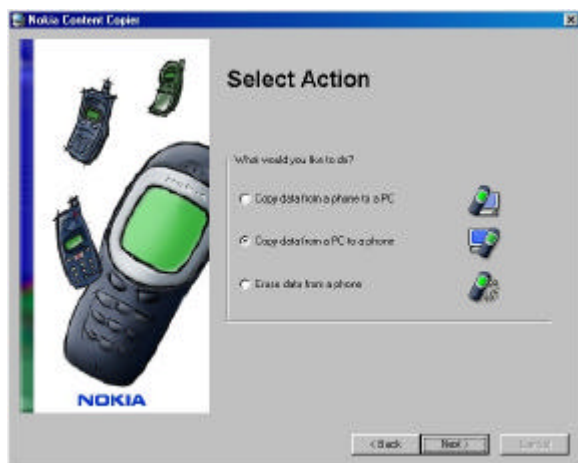 Nokia Content Copier
Select Action
What would you like to do?
Copy data from a phone to a PC
Copy data from a PC to a phone
Erase data from a phone
NOKIA
< Back
Next >
Cancel